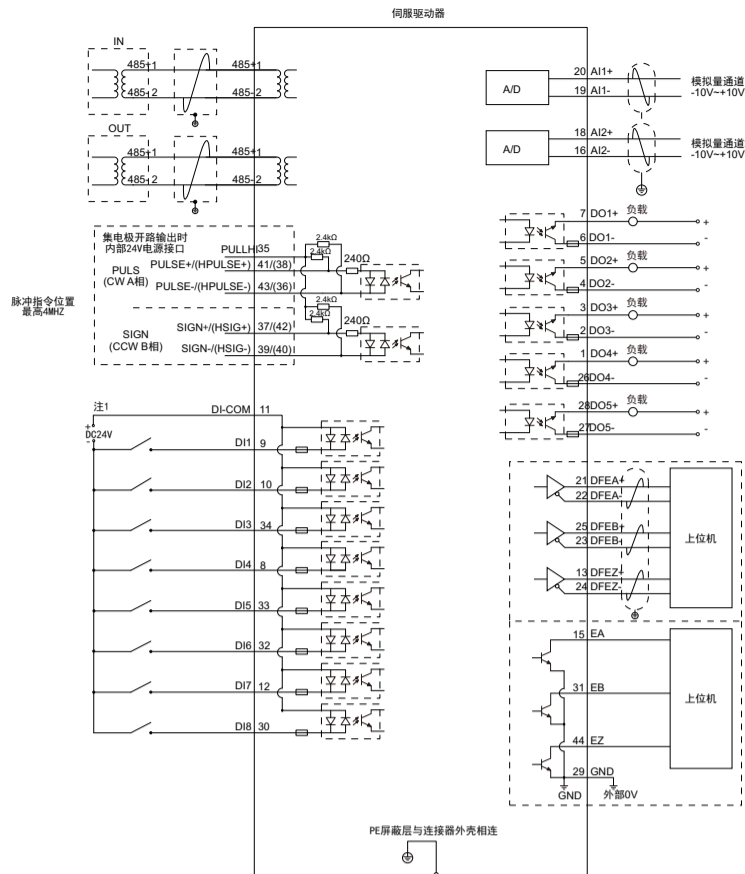 伺服驱动器
IN
485+1
485-2
485+1
485-2
OUT
485+1
485-2
485+1
485-2
A/D
20 AI1+
19 AI1-
模拟量通道
-10V~+10V
A/D
18 AI2+
16 AI2-
模拟量通道
-10V~+10V
脉冲指令位置
最高4MHZ
集电极开路输出时
内部24V电源接口
PULLHI 35
PULS
(CW A相)
PULSE+/(HPULSE+) 41/(38)
PULSE-/(HPULSE-) 43/(36)
SIGN
(CCW B相)
SIGN+/(HSIG+) 37/(42)
SIGN-/(HSIG-) 39/(40)
2.4kΩ
2.4kΩ
240Ω
2.4kΩ
2.4kΩ
240Ω
7 DO1+ 负载 +
6 DO1- -
5 DO2+ 负载 +
4 DO2- -
3 DO3+ 负载 +
2 DO3- -
1 DO4+ 负载 +
26 DO4- -
28 DO5+ 负载 +
27 DO5- -
注1
+
DC24V
-
DI-COM 11
DI1 9
DI2 10
DI3 34
DI4 8
DI5 33
DI6 32
DI7 12
DI8 30
21 DFEA+
22 DFEA-
25 DFEB+
23 DFEB-
13 DFEZ+
24 DFEZ-
上位机
15 EA
31 EB
44 EZ
29 GND
GND 外部0V
上位机
PE屏蔽层与连接器外壳相连